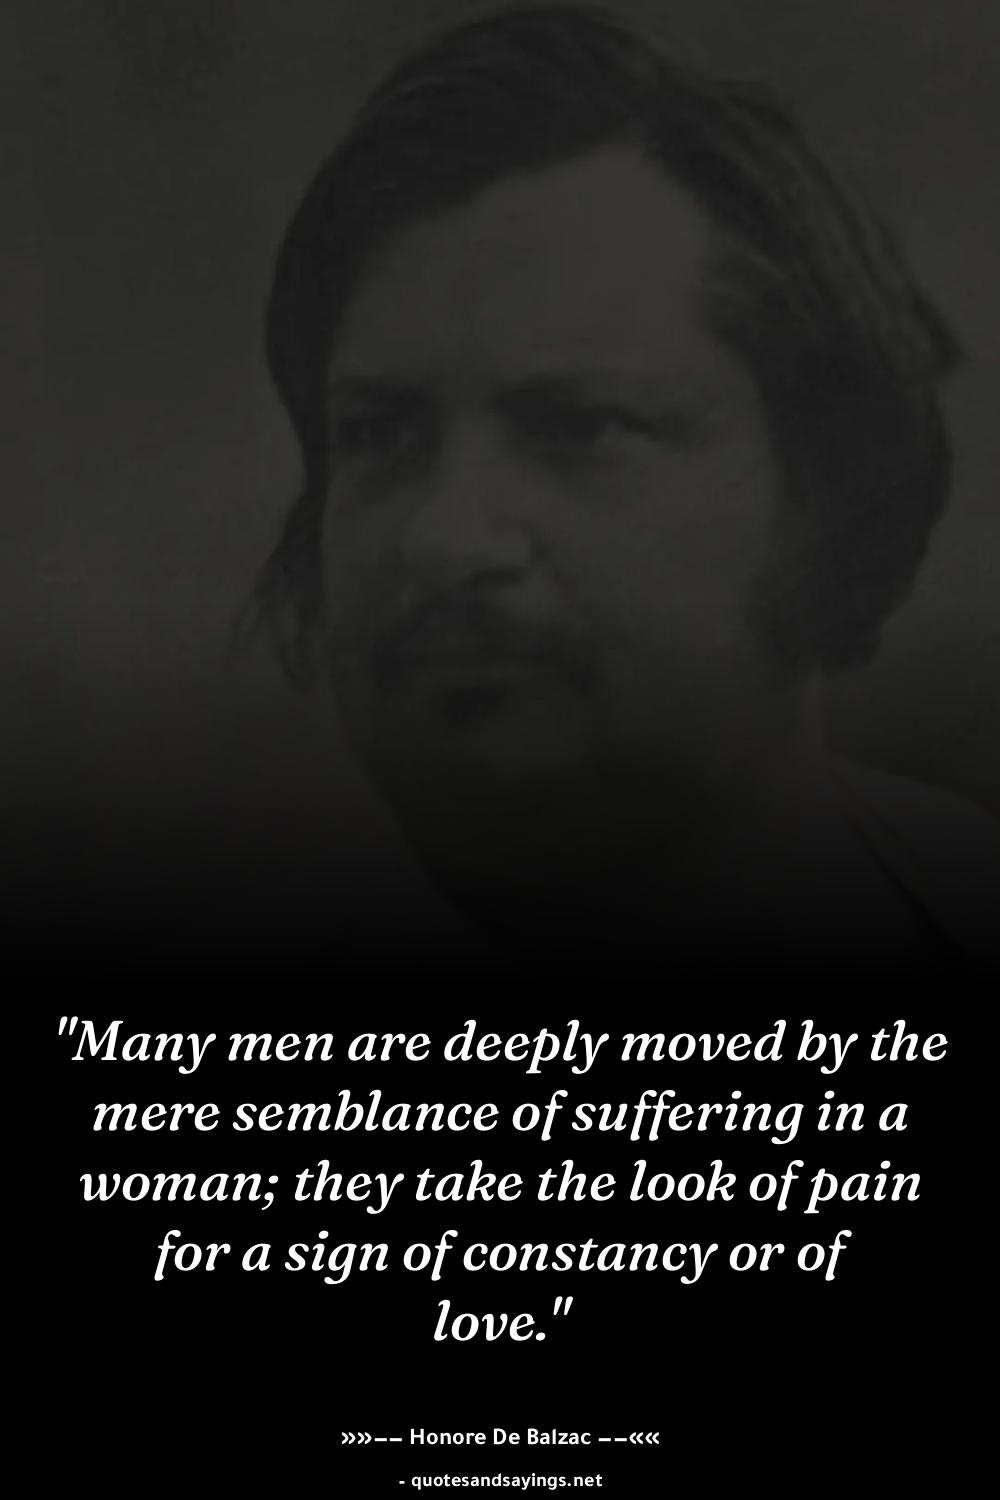 "Many men are deeply moved by the
mere semblance of suffering in a
woman; they take the look of pain
for a sign of constancy or of
love."
»»−− Honore De Balzac −−««
- quotesandsayings.net